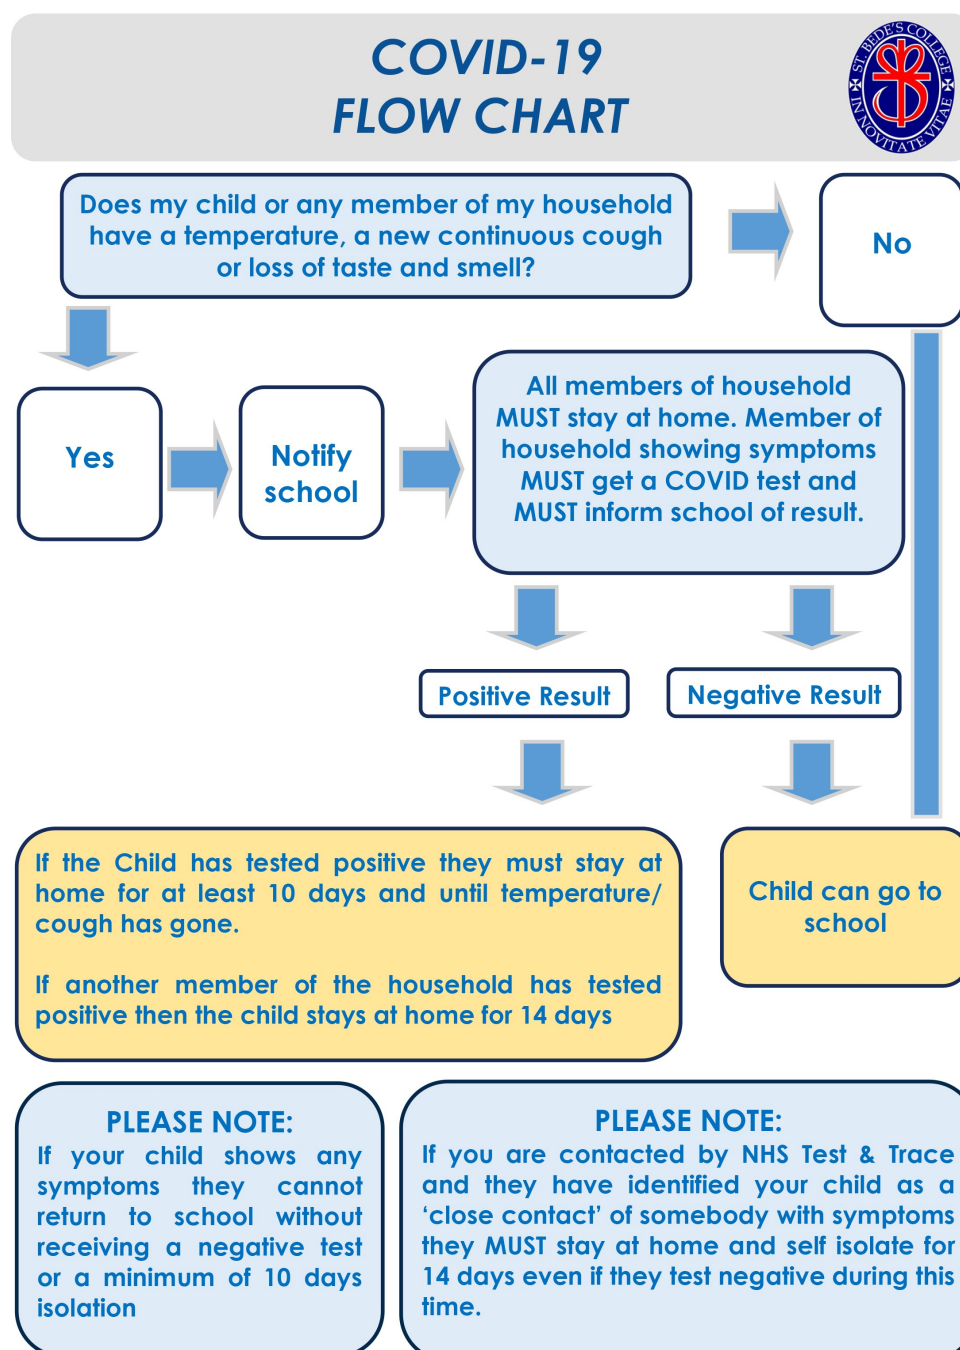 COVID-19
FLOW CHART
ST. BEDE'S COLLEGE
IN NOVITATE VITAE
Does my child or any member of my household
have a temperature, a new continuous cough
or loss of taste and smell?
No
Yes
Notify
school
All members of household
MUST stay at home. Member of
household showing symptoms
MUST get a COVID test and
MUST inform school of result.
Positive Result
Negative Result
If the Child has tested positive they must stay at
home for at least 10 days and until temperature/
cough has gone.
If another member of the household has tested
positive then the child stays at home for 14 days
Child can go to
school
PLEASE NOTE:
If your child shows any
symptoms they cannot
return to school without
receiving a negative test
or a minimum of 10 days
isolation
PLEASE NOTE:
If you are contacted by NHS Test & Trace
and they have identified your child as a
‘close contact’ of somebody with symptoms
they MUST stay at home and self isolate for
14 days even if they test negative during this
time.